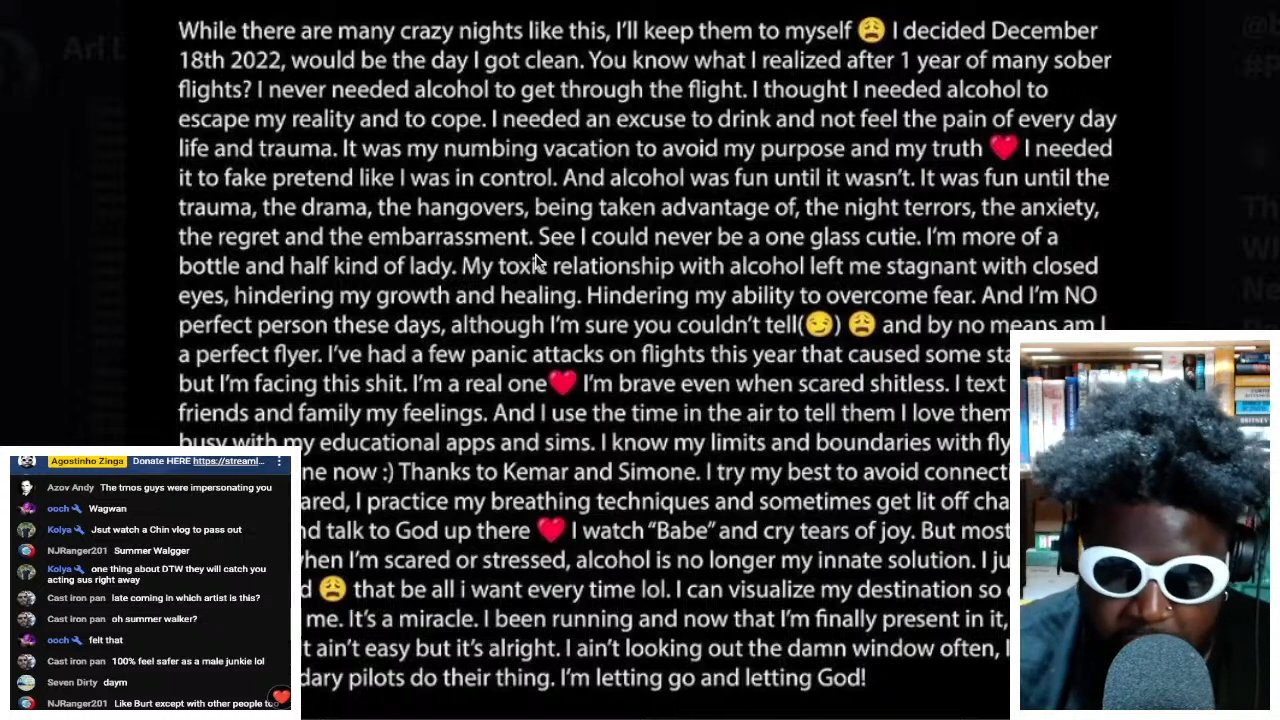 While there are many crazy nights like this, I'll keep them to myself 😩 I decided December
18th 2022, would be the day I got clean. You know what I realized after 1 year of many sober
flights? I never needed alcohol to get through the flight. I thought I needed alcohol to
escape my reality and to cope. I needed an excuse to drink and not feel the pain of every day
life and trauma. It was my numbing vacation to avoid my purpose and my truth ❤️ I needed
it to fake pretend like I was in control. And alcohol was fun until it wasn't. It was fun until the
trauma, the drama, the hangovers, being taken advantage of, the night terrors, the anxiety,
the regret and the embarrassment. See I could never be a one glass cutie. I'm more of a
bottle and half kind of lady. My toxic relationship with alcohol left me stagnant with closed
eyes, hindering my growth and healing. Hindering my ability to overcome fear. And I'm NO
perfect person these days, although I'm sure you couldn't tell(😏) 😩 and by no means am I
a perfect flyer. I've had a few panic attacks on flights this year that caused some
but I'm facing this shit. I'm a real one❤️ I'm brave even when scared shitless. I text
friends and family my feelings. And I use the time in the air to tell them I love them
busy with my educational apps and sims. I know my limits and boundaries with
now :) Thanks to Kemar and Simone. I try my best to avoid
I practice my breathing techniques and sometimes get lit off
talk to God up there ❤️ I watch "Babe" and cry tears of joy. But most
when I'm scared or stressed, alcohol is no longer my innate solution. I
😩 that be all i want every time lol. I can visualize my destination so
me. It's a miracle. I been running and now that I'm finally present in it,
ain't easy but it's alright. I ain't looking out the damn window often, I
pilots do their thing. I'm letting go and letting God!
Agostinho Zinga Donate HERE https://streaml...
Azov Andy The tmos guys were impersonating you
ooch Wagwan
Kolya Jsut watch a Chin vlog to pass out
NJRanger201 Summer Walgger
Kolya one thing about DTW they will catch you
acting sus right away
Cast iron pan late coming in which artist is this?
Cast iron pan oh summer walker?
ooch felt that
Cast iron pan 100% feel safer as a male junkie lol
Seven Dirty daym
NJRanger201 Like Burt except with other people